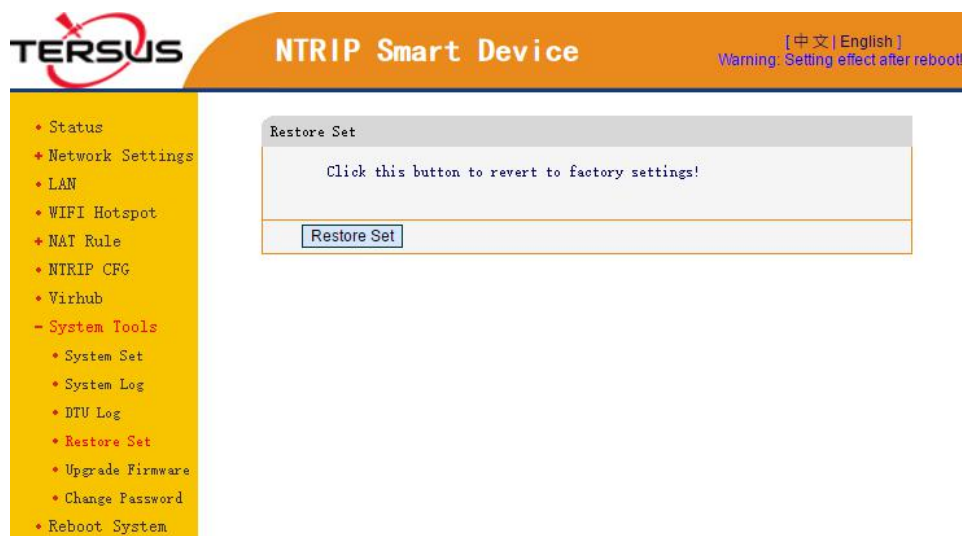 TERSUS
NTRIP Smart Device
[ 中文 | English ]
Warning: Setting effect after reboot!
Status
Network Settings
LAN
WIFI Hotspot
NAT Rule
NTRIP CFG
Virhub
System Tools
System Set
System Log
DTU Log
Restore Set
Upgrade Firmware
Change Password
Reboot System
Restore Set
Click this button to revert to factory settings!
Restore Set